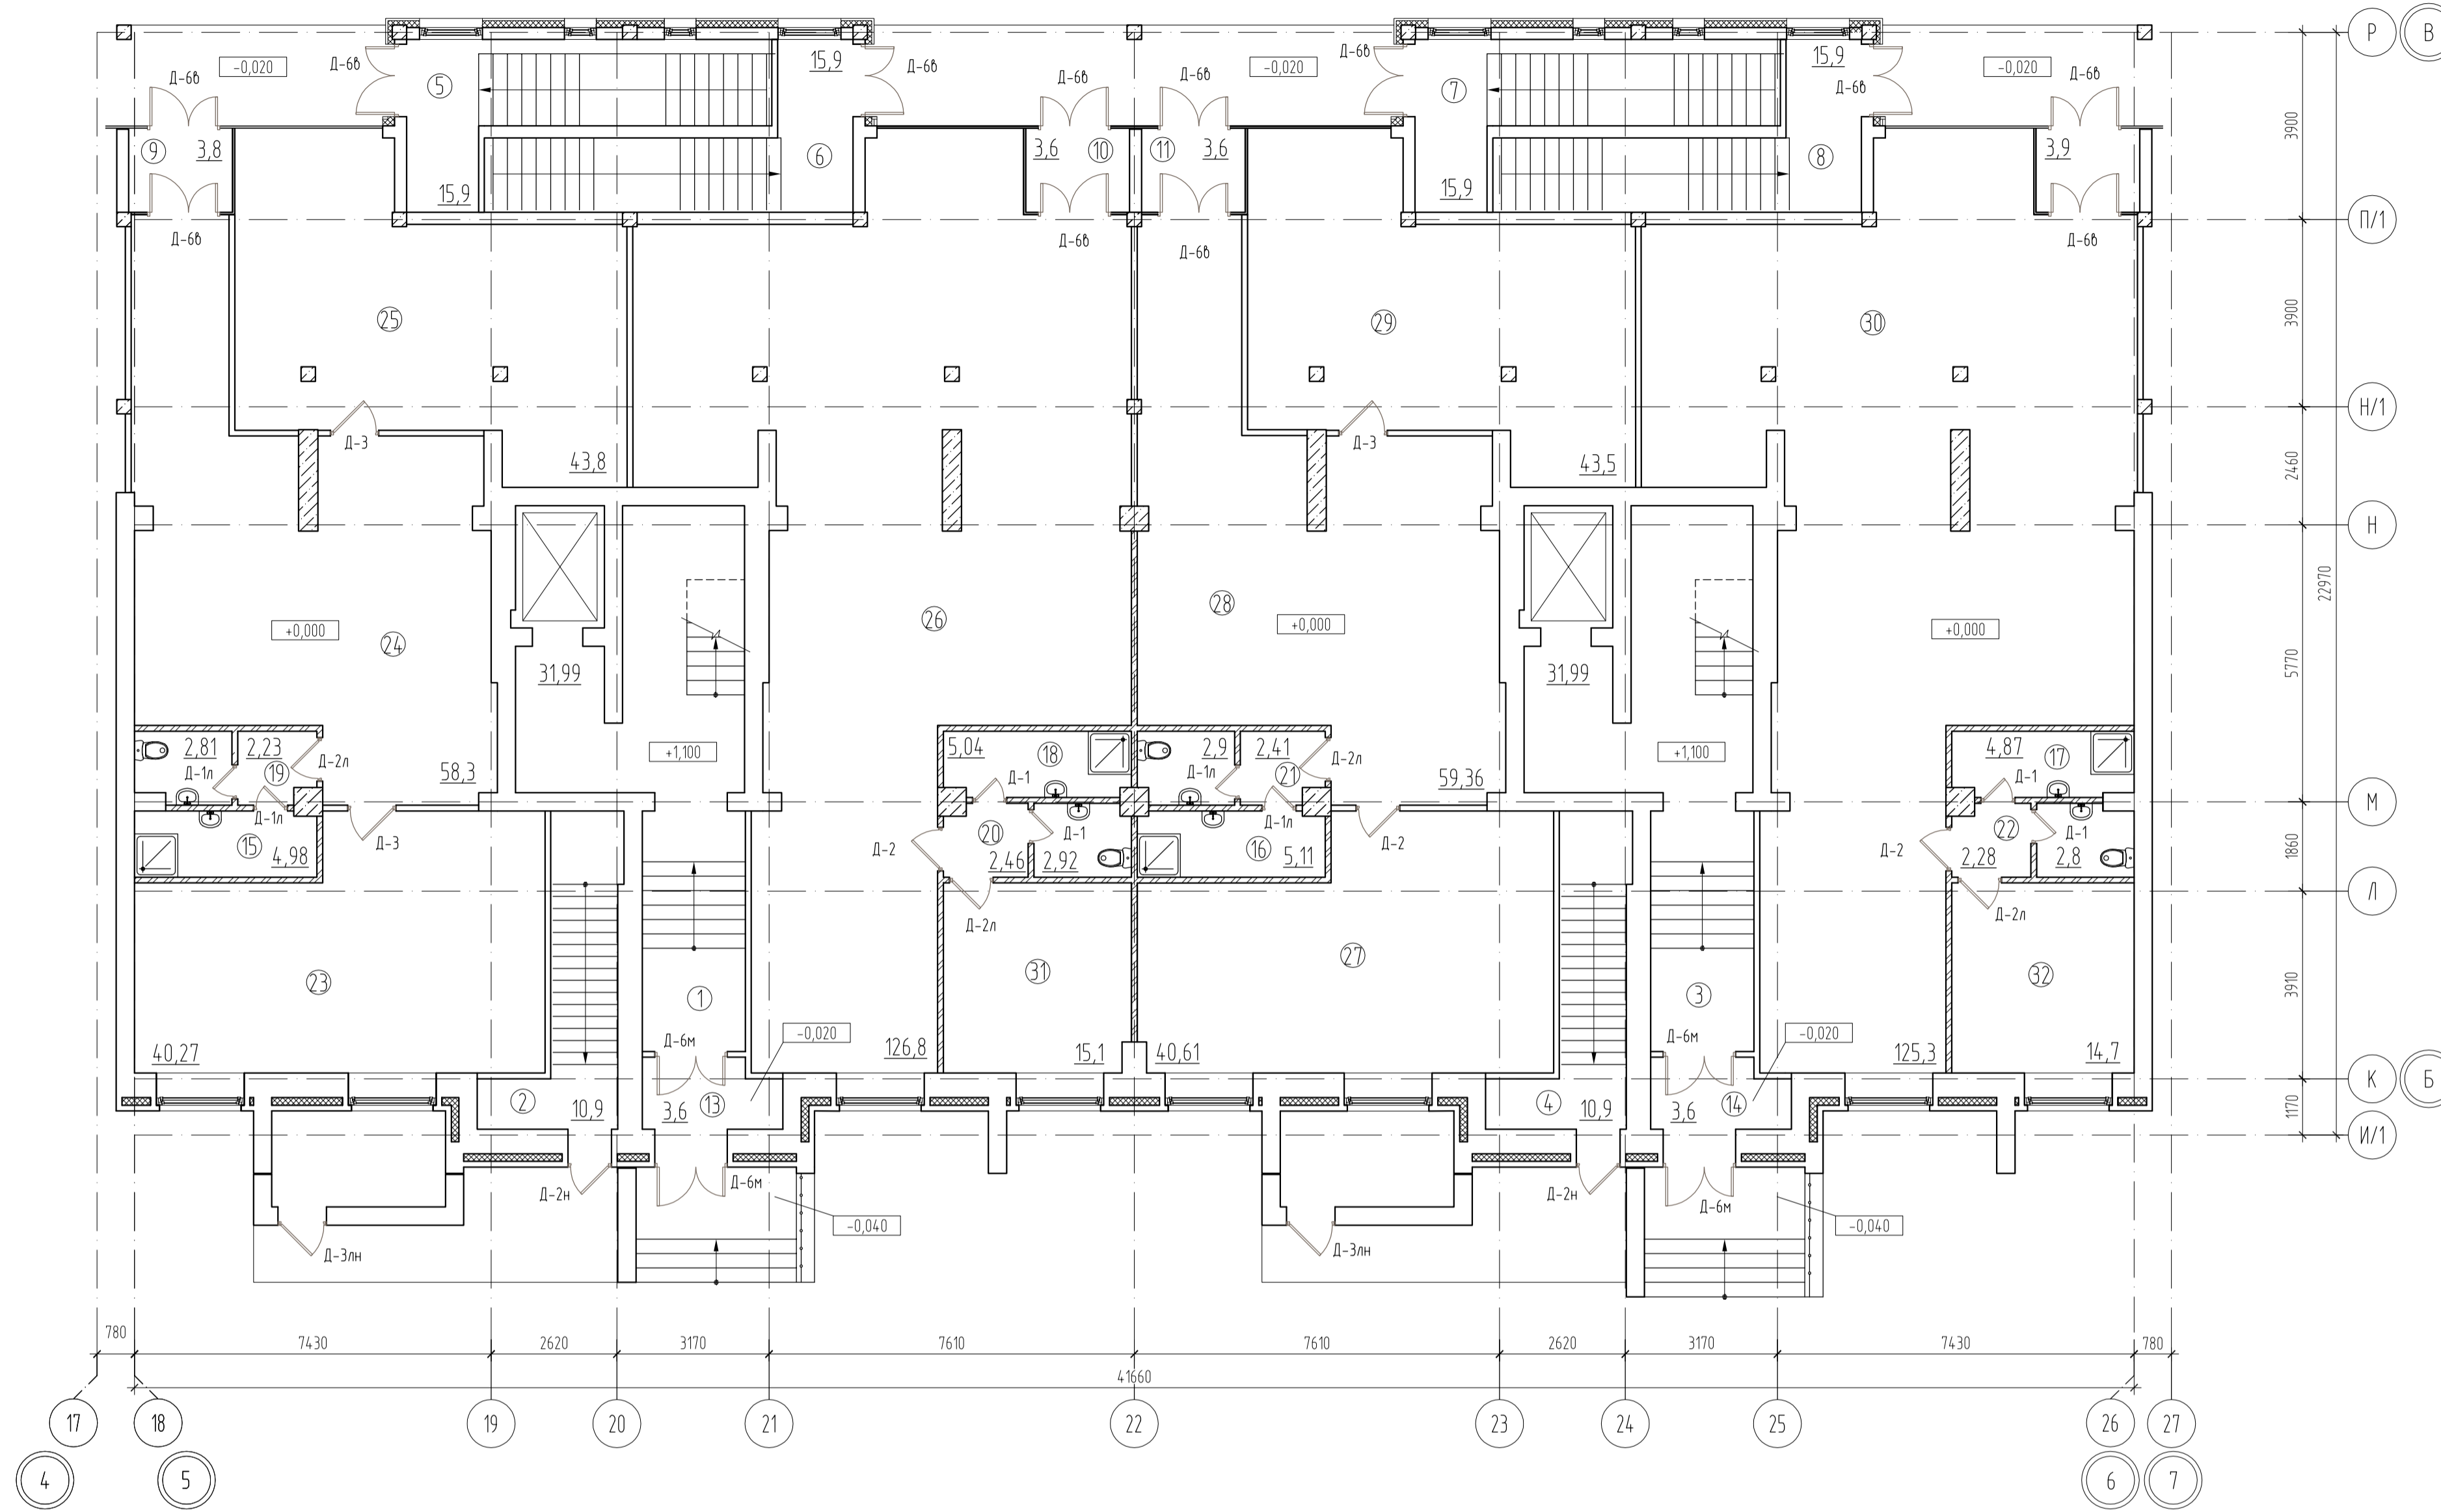 Р В
15,9 15,9
Д-6в Д-6в Д-6в Д-6в
-0,020 -0,020 -0,020
Д-6в Д-6в Д-6в Д-6в Д-6в
5 7
3900
9 3,8 6 3,6 10 11 3,6 8 3,9
15,9 15,9
П/1
Д-6в Д-6в Д-6в Д-6в
25 29 30
3900
Н/1
Д-3 Д-3
43,8 43,5
2460
Н
22970
26 28
+0,000 +0,000 +0,000
24
31,99 31,99
5770
2,81 2,23 +1,100 5,04 18 2,9 2,41 +1,100 4,87 17
Д-1л 19 Д-2л 58,3 Д-1 Д-1л 21 Д-2л 59,36 Д-1
М
Д-1л 20 Д-1 Д-1л 22 Д-1
15 4,98 Д-3 Д-2 2,46 2,92 16 5,11 Д-2 Д-2 2,28 2,8
1860
Л
Д-2л Д-2л
23 1 31 27 3 32
3910
-0,020 -0,020
Д-6м Д-6м
40,27 126,8 15,1 40,61 125,3 14,7
К Б
2 10,9 3,6 13 4 10,9 3,6 14
1170
И/1
Д-2н Д-6м Д-2н Д-6м
-0,040 -0,040
Д-3лн Д-3лн
780 7430 2620 3170 7610 7610 2620 3170 7430 780
41660
17 18 19 20 21 22 23 24 25 26 27
4 5 6 7